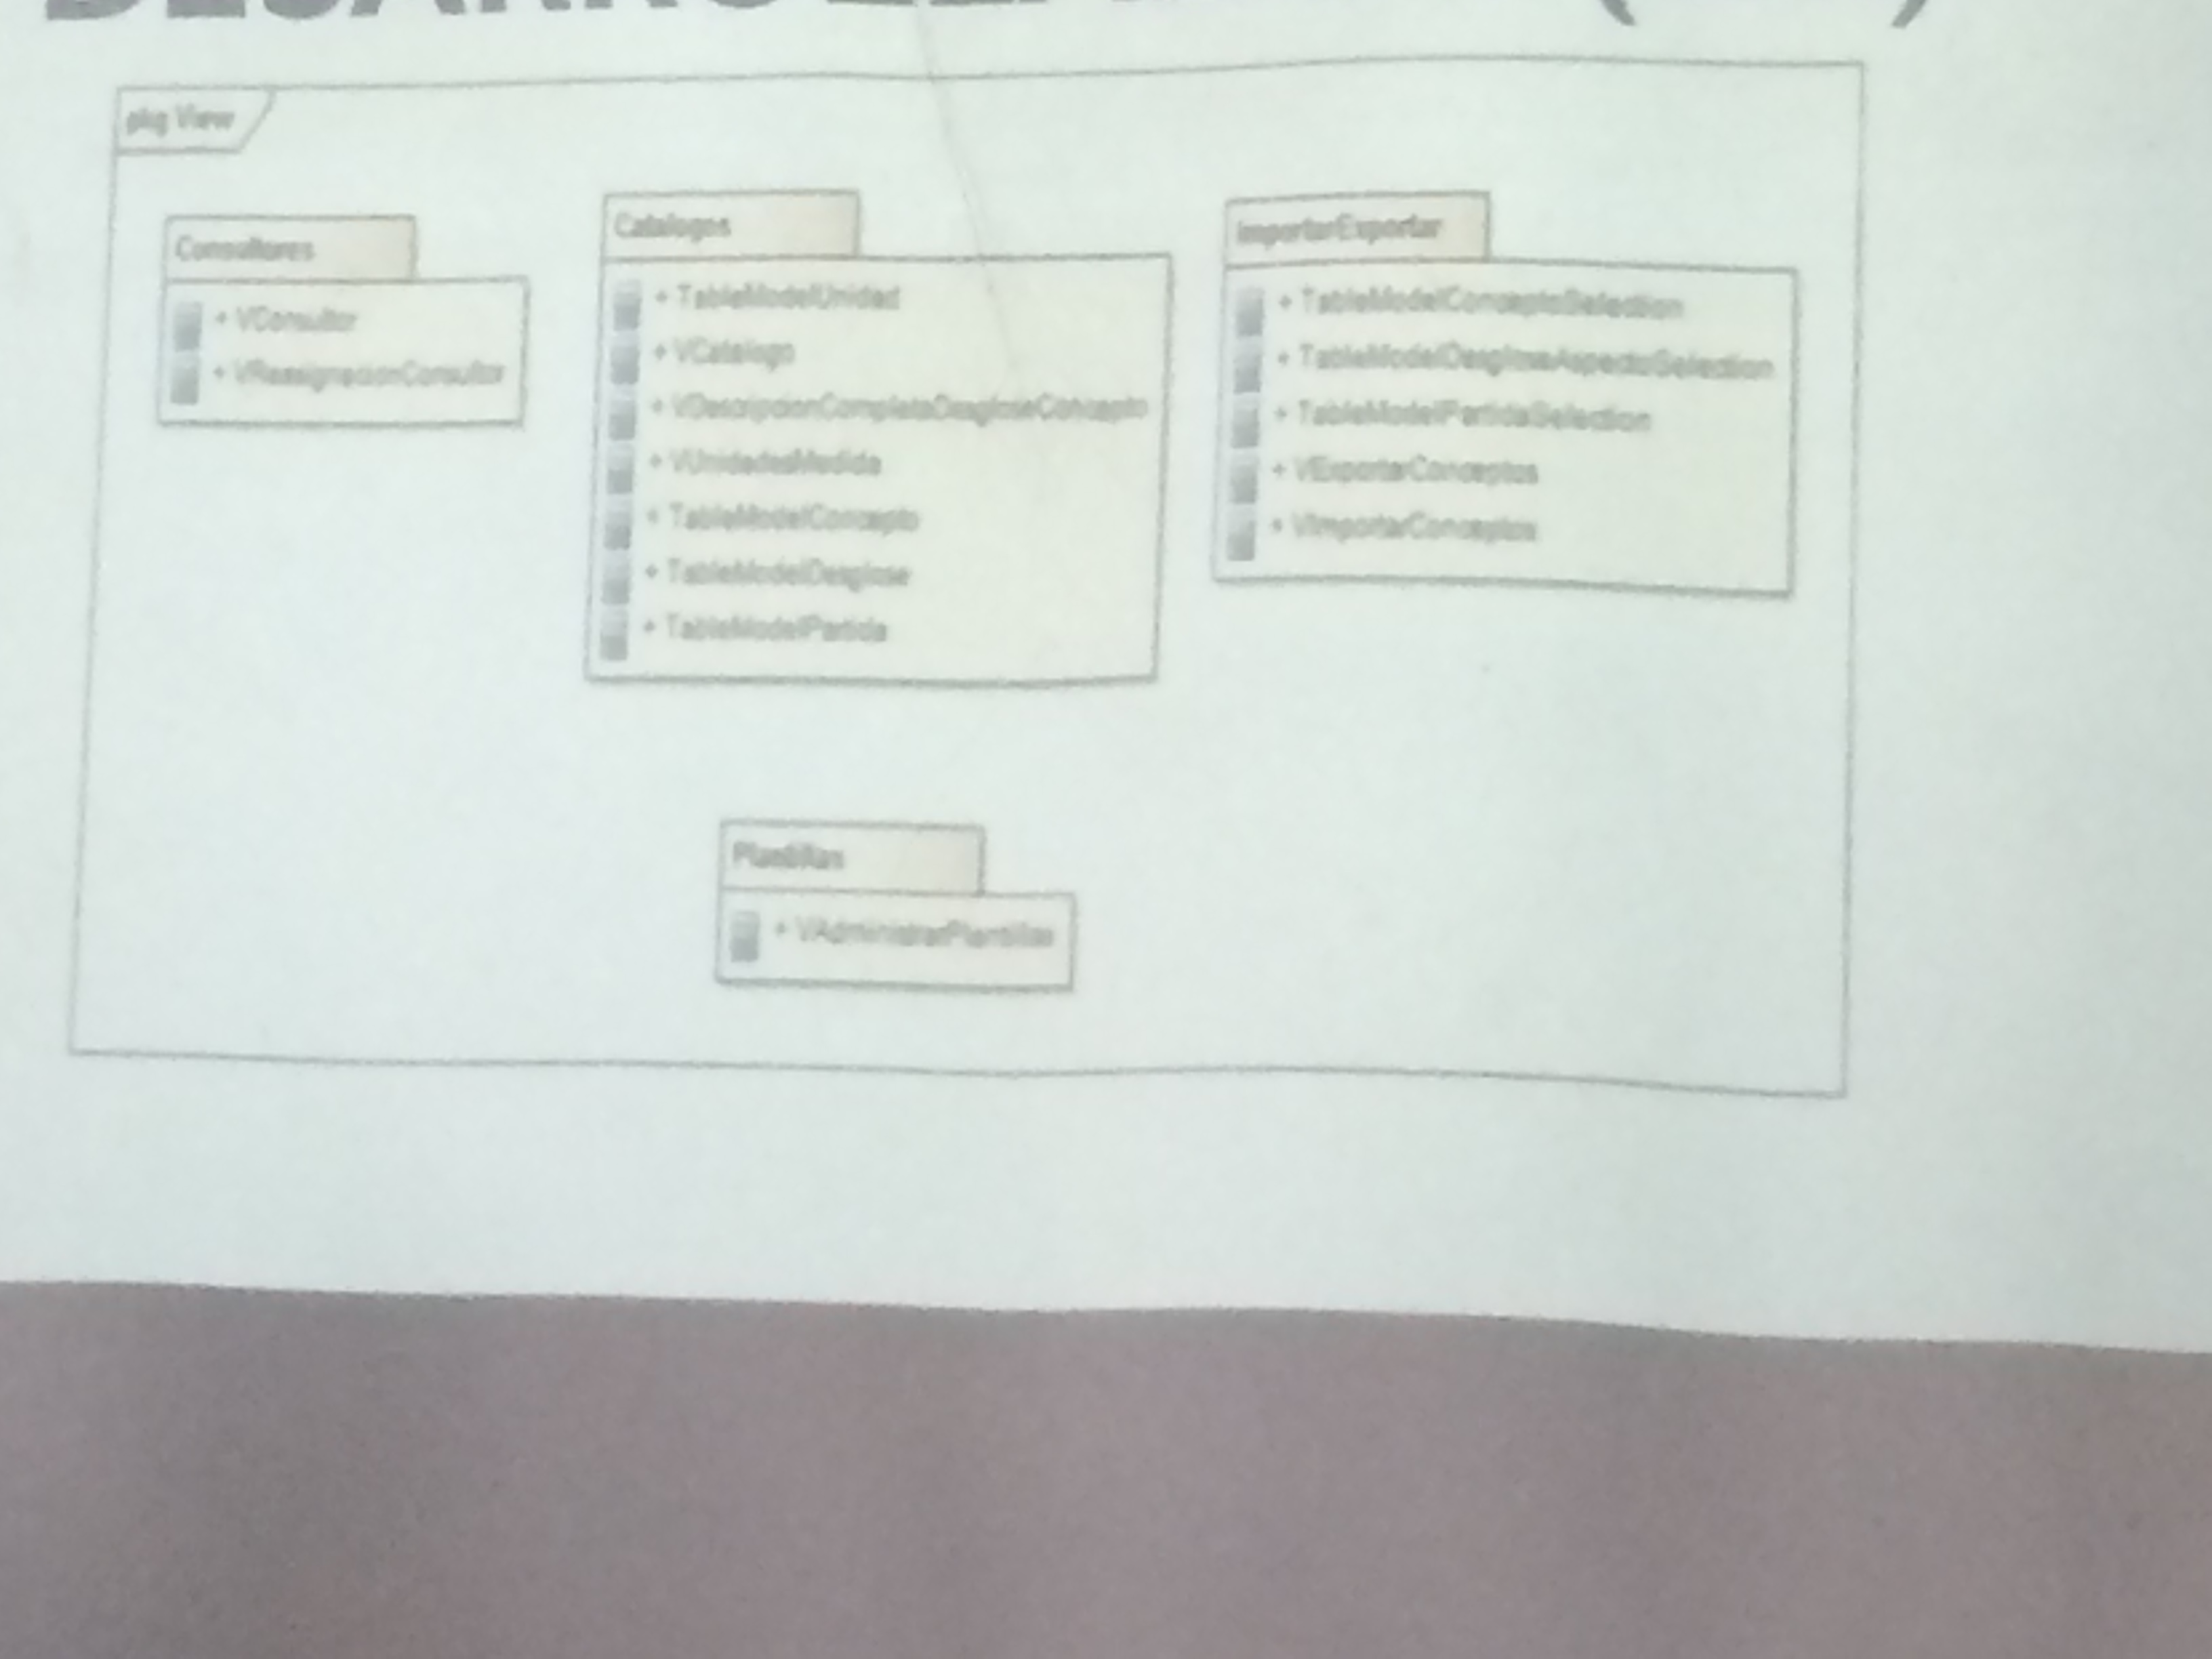 pkg View
Consultores
+ VConsultor
+ VReasignacionConsultor
Catalogos
+ TableModelUnidad
+ VCatalogo
+ VDescripcionCompletaDesgloseConcepto
+ VUnidadesMedida
+ TableModelConcepto
+ TableModelDesglose
+ TableModelPartida
ImportarExportar
+ TableModelConceptoSelection
+ TableModelDesgloseAspectoSelection
+ TableModelPartidaSelection
+ VExportarConceptos
+ VImportarConceptos
Plantillas
+ VAdministrarPlantillas